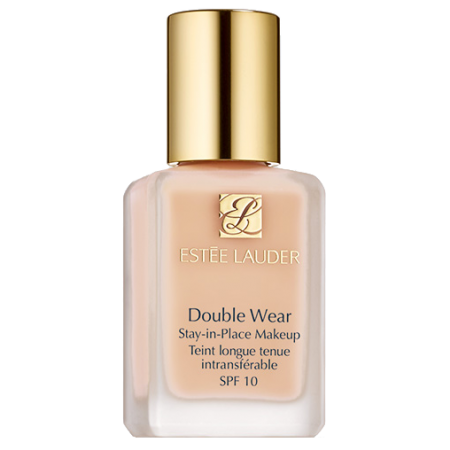 ESTĒE LAUDER
Double Wear
Stay-in-Place Makeup
Teint longue tenue
intransférable
SPF 10